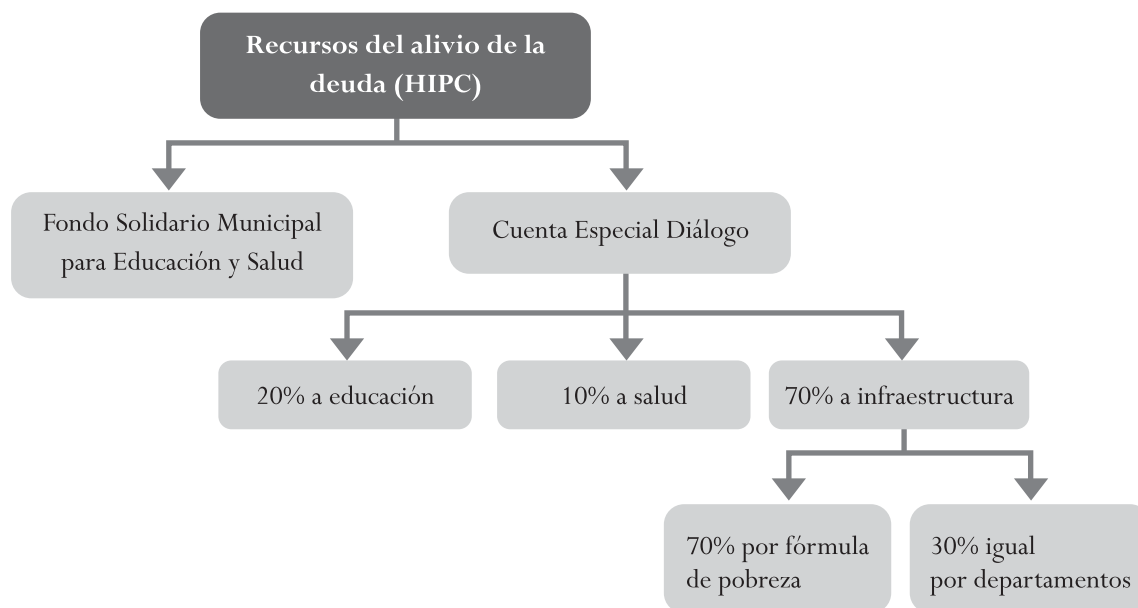 Recursos del alivio de la
deuda (HIPC)
Fondo Solidario Municipal
para Educación y Salud
Cuenta Especial Diálogo
20% a educación
10% a salud
70% a infraestructura
70% por fórmula
de pobreza
30% igual
por departamentos